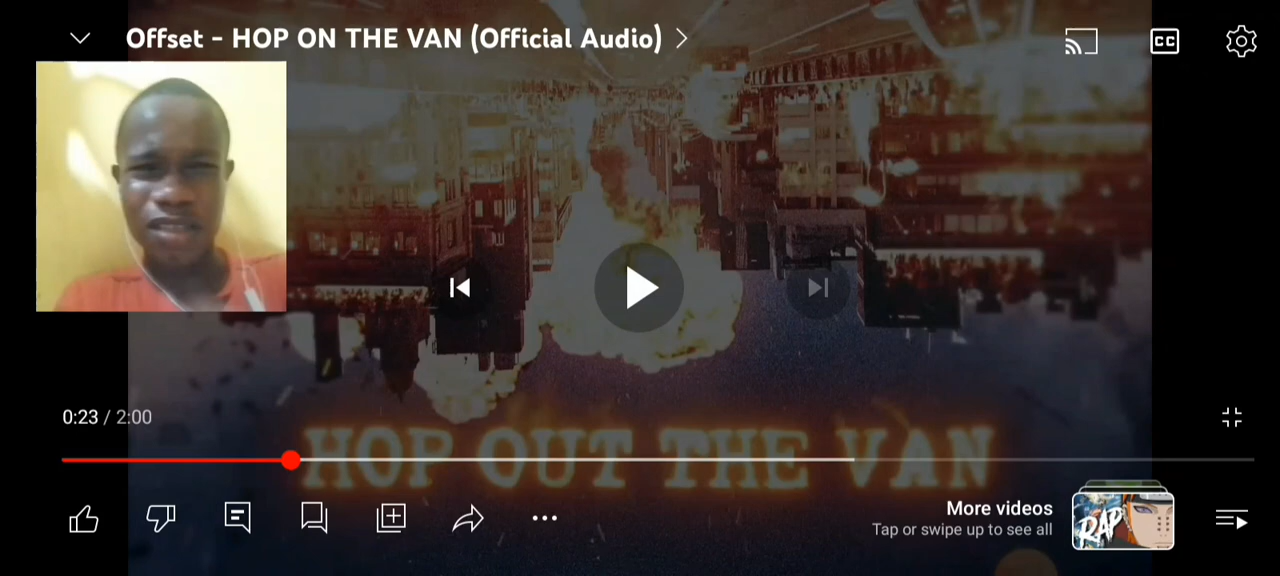 Offset - HOP ON THE VAN (Official Audio)
CC
0:23 / 2:00
HOP OUT THE VAN
More videos
Tap or swipe up to see all
RAP